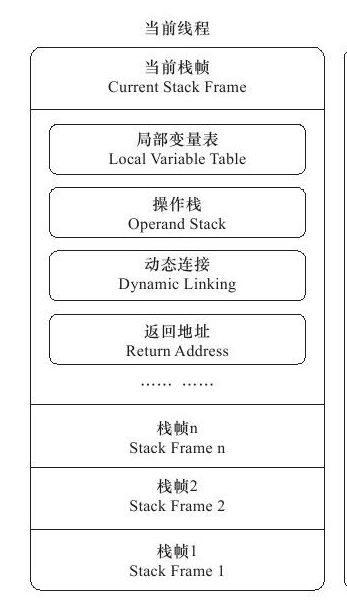 当前线程
当前栈帧
Current Stack Frame
局部变量表
Local Variable Table
操作栈
Operand Stack
动态连接
Dynamic Linking
返回地址
Return Address
…… ……
栈帧n
Stack Frame n
栈帧2
Stack Frame 2
栈帧1
Stack Frame 1